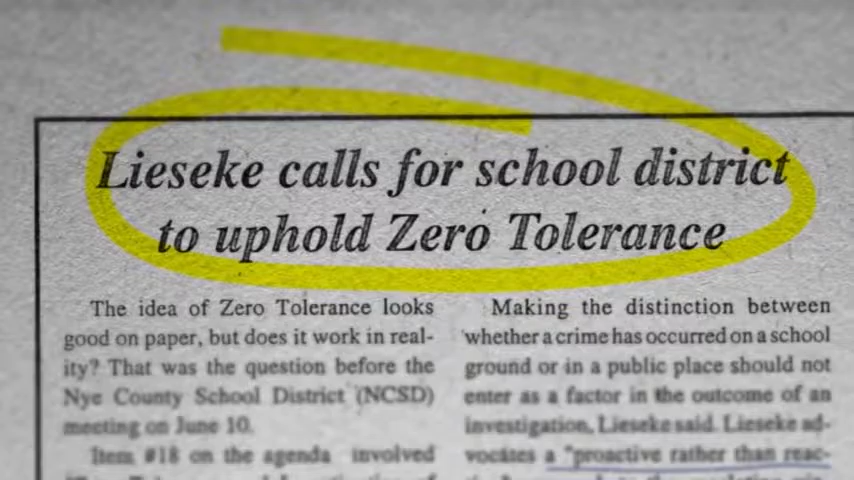 Lieseke calls for school district
to uphold Zero Tolerance
The idea of Zero Tolerance looks
good on paper, but does it work in real-
ity? That was the question before the
Nye County School District (NCSD)
meeting on June 10.
Item #18 on the agenda involved
Making the distinction between
whether a crime has occurred on a school
ground or in a public place should not
enter as a factor in the outcome of an
investigation, Lieseke said. Lieseke ad-
vocates a "proactive rather than reac-